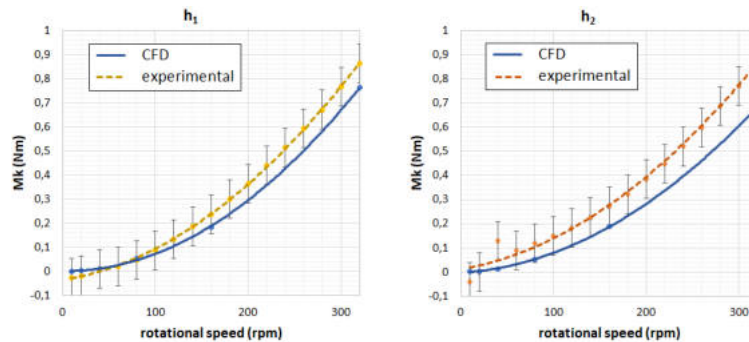 h₁
1
0,9
0,8
0,7
0,6
0,5
0,4
0,3
0,2
0,1
0
-0,1
Mk (Nm)
CFD
experimental
0 100 200 300
rotational speed (rpm)
h₂
1
0,9
0,8
0,7
0,6
0,5
0,4
0,3
0,2
0,1
0
-0,1
Mk (Nm)
CFD
experimental
0 100 200 300
rotational speed (rpm)